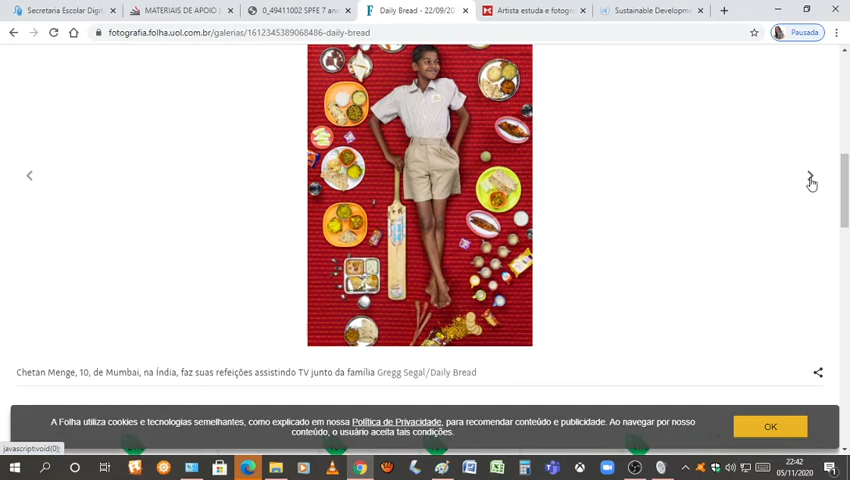 Secretaria Escolar Digit
MATERIAIS DE APOIO
0_49411002 SPFE 7 ano
Daily Bread - 22/09/20
Artista estuda e fotogra
Sustainable Developm
fotografia.folha.uol.com.br/galerias/1612345389068486-daily-bread
Pausada
Chetan Menge, 10, de Mumbai, na Índia, faz suas refeições assistindo TV junto da família Gregg Segal/Daily Bread
A Folha utiliza cookies e tecnologias semelhantes, como explicado em nossa Política de Privacidade, para recomendar conteúdo e publicidade. Ao navegar por nosso
conteúdo, o usuário aceita tais condições.
OK
javascript:void(0);
22:42
05/11/2020